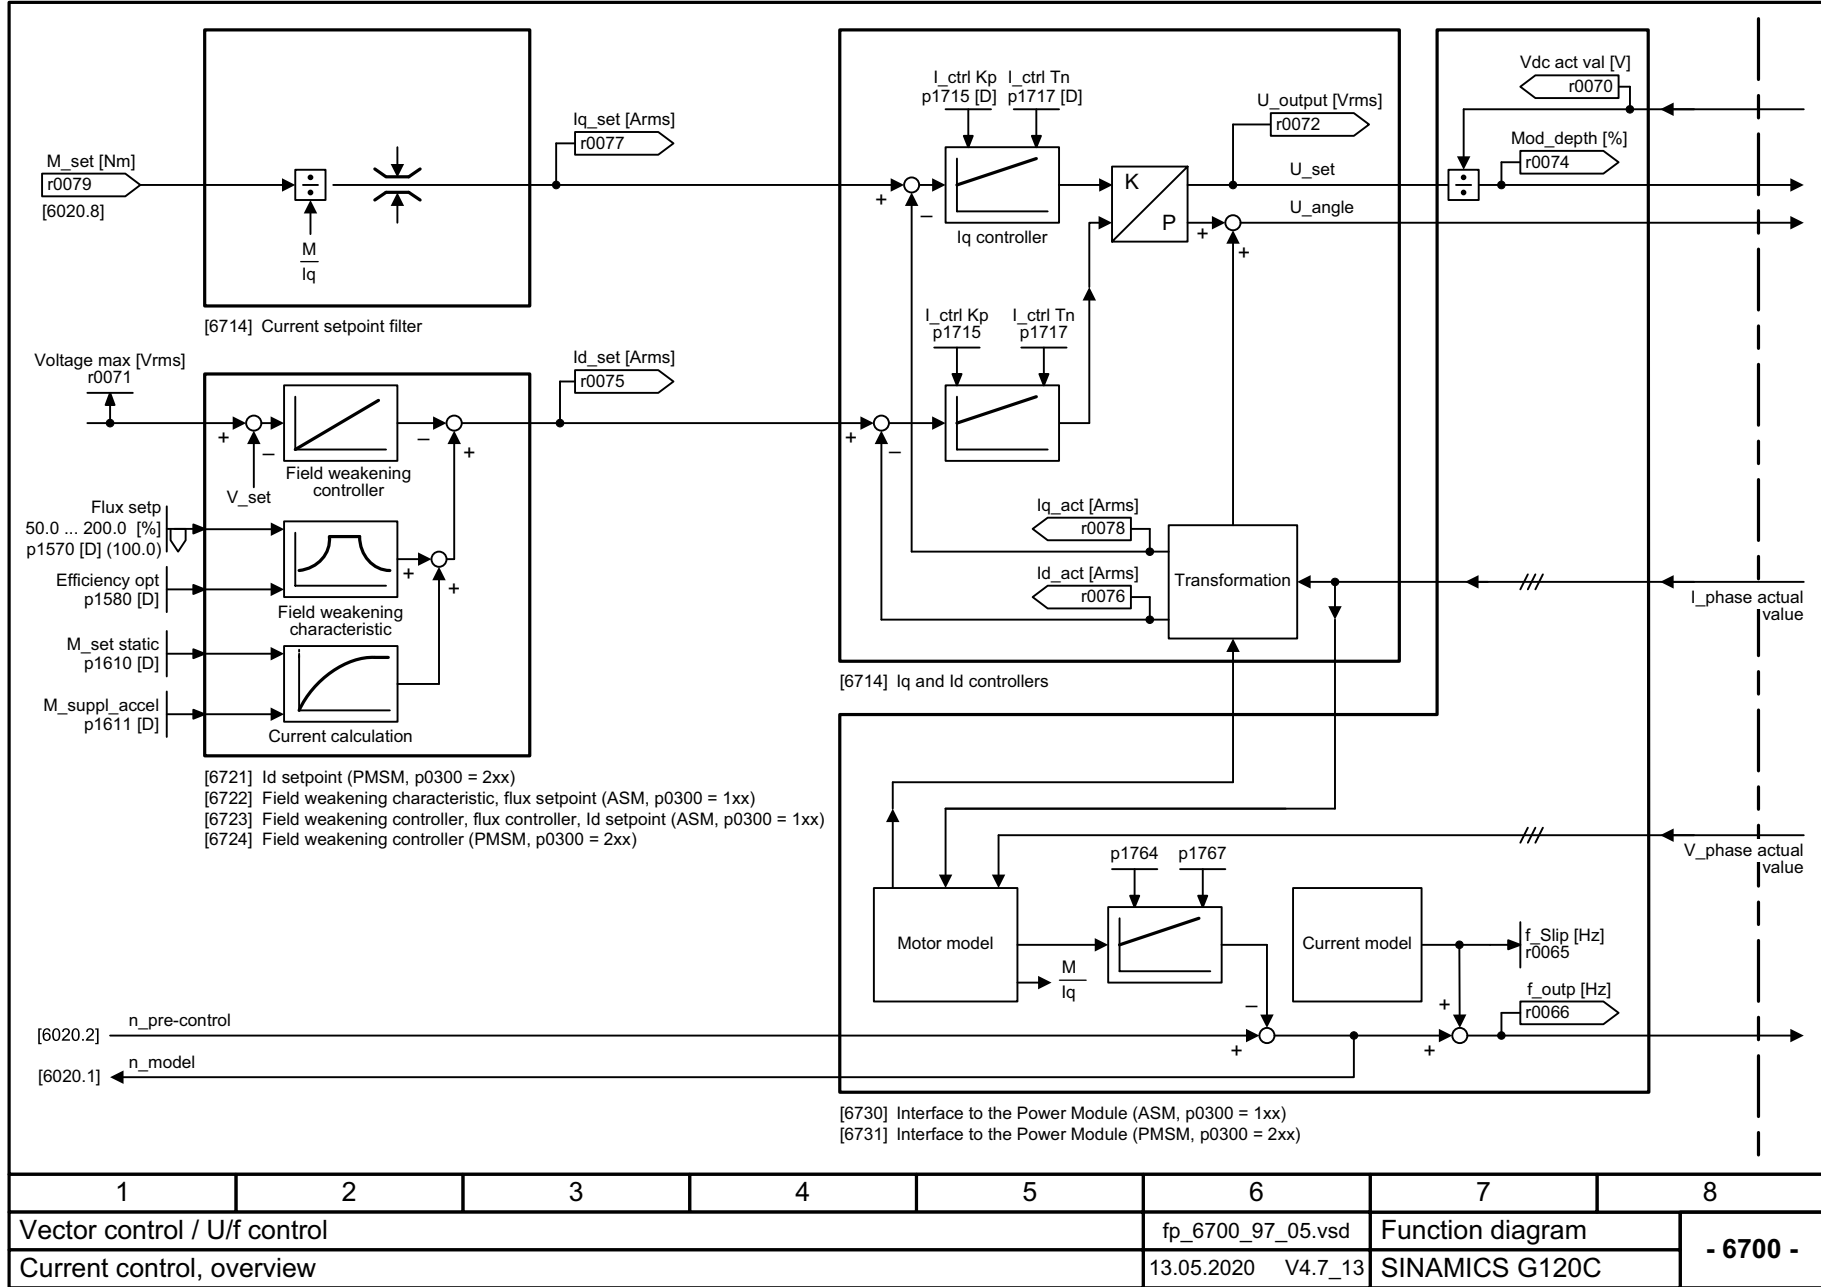 M_set [Nm]
r0079
[6020.8]
M
Iq
[6714] Current setpoint filter
Iq_set [Arms]
r0077
Voltage max [Vrms]
r0071
+
–
V_set
Field weakening
controller
–
+
Id_set [Arms]
r0075
Flux setp
50.0 ... 200.0 [%]
p1570 [D] (100.0)
Efficiency opt
p1580 [D]
Field weakening
characteristic
+
+
M_set static
p1610 [D]
M_suppl_accel
p1611 [D]
Current calculation
[6721] Id setpoint (PMSM, p0300 = 2xx)
[6722] Field weakening characteristic, flux setpoint (ASM, p0300 = 1xx)
[6723] Field weakening controller, flux controller, Id setpoint (ASM, p0300 = 1xx)
[6724] Field weakening controller (PMSM, p0300 = 2xx)
I_ctrl Kp
p1715 [D]
I_ctrl Tn
p1717 [D]
+
–
Iq controller
K
P
U_output [Vrms]
r0072
U_set
U_angle
+
+
I_ctrl Kp
p1715
I_ctrl Tn
p1717
+
–
Iq_act [Arms]
r0078
Id_act [Arms]
r0076
Transformation
[6714] Iq and Id controllers
Vdc act val [V]
r0070
Mod_depth [%]
r0074
I_phase actual
value
V_phase actual
value
p1764
p1767
Motor model
M
Iq
Current model
f_Slip [Hz]
r0065
f_outp [Hz]
r0066
–
+
+
+
[6020.2]
n_pre-control
[6020.1]
n_model
[6730] Interface to the Power Module (ASM, p0300 = 1xx)
[6731] Interface to the Power Module (PMSM, p0300 = 2xx)
1 2 3 4 5 6 7 8
Vector control / U/f control
fp_6700_97_05.vsd
Function diagram
- 6700 -
Current control, overview
13.05.2020 V4.7_13
SINAMICS G120C